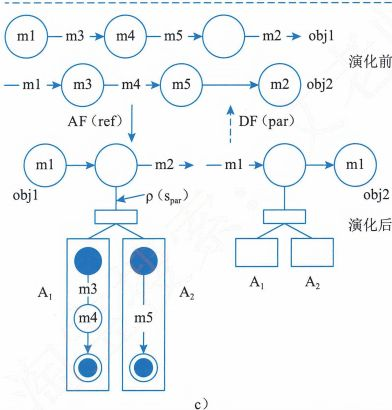 m1 m3 m4 m5 m2 obj1
演化前
m1 m3 m4 m5 m2 obj2
AF（ref） DF（par）
m1 m2 m1 m1
obj1 obj2
ρ（s_par）
演化后
A₁ m3 A₂ A₁ A₂
m4 m5
c）